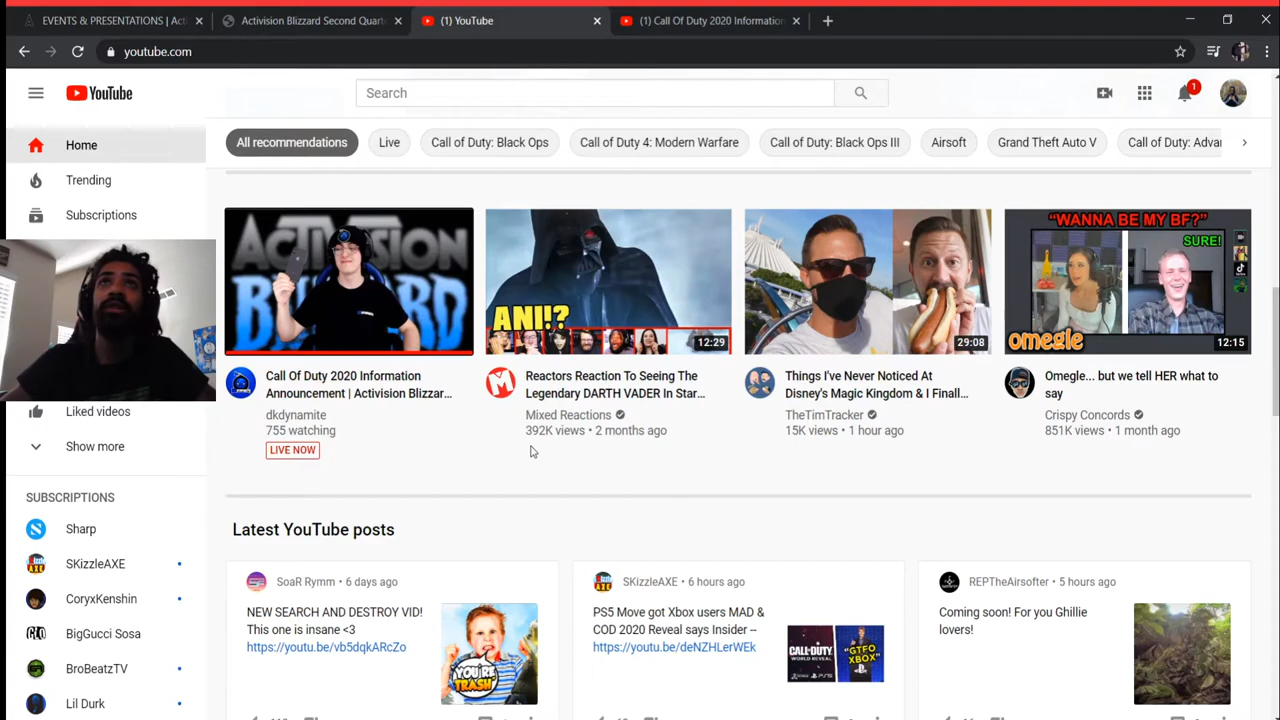 EVENTS & PRESENTATIONS | Acti
Activision Blizzard Second Quart
(1) YouTube
(1) Call Of Duty 2020 Information
youtube.com
YouTube
Search
1
Home
Trending
Subscriptions
Liked videos
Show more
SUBSCRIPTIONS
Sharp
SKizzleAXE
CoryxKenshin
BigGucci Sosa
BroBeatzTV
Lil Durk
All recommendations
Live
Call of Duty: Black Ops
Call of Duty 4: Modern Warfare
Call of Duty: Black Ops III
Airsoft
Grand Theft Auto V
Call of Duty: Advan
ACTIVISION
BLIZZARD
Call Of Duty 2020 Information
Announcement | Activision Blizzar...
dkdynamite
755 watching
LIVE NOW
ANI!?
12:29
Reactors Reaction To Seeing The
Legendary DARTH VADER In Star...
Mixed Reactions
392K views • 2 months ago
29:08
Things I've Never Noticed At
Disney's Magic Kingdom & I Finall...
TheTimTracker
15K views • 1 hour ago
"WANNA BE MY BF?"
SURE!
omegle
12:15
Omegle... but we tell HER what to
say
Crispy Concords
851K views • 1 month ago
Latest YouTube posts
SoaR Rymm • 6 days ago
NEW SEARCH AND DESTROY VID!
This one is insane <3
https://youtu.be/vb5dqkARcZo
YOU'RE
TRASH
SKizzleAXE • 6 hours ago
PS5 Move got Xbox users MAD &
COD 2020 Reveal says Insider --
https://youtu.be/deNZHLerWEk
CALL·DUTY
WORLD REVEAL
"GTFO
XBOX"
REPTheAirsofter • 5 hours ago
Coming soon! For you Ghillie
lovers!